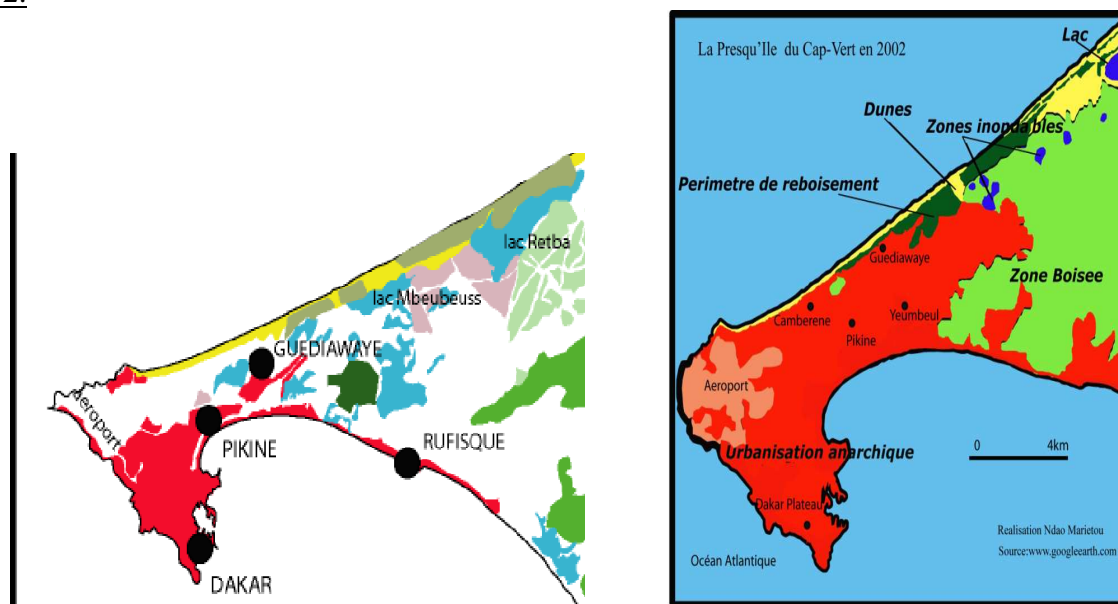 2.
lac Retba
lac Mbeubeuss
GUEDIAWAYE
Aeroport
PIKINE
RUFISQUE
DAKAR
La Presqu'Ile du Cap-Vert en 2002
Lac
Dunes
Zones inondables
Perimetre de reboisement
Guediawaye
Zone Boisee
Camberene
Yeumbeul
Pikine
Aeroport
Urbanisation anarchique
0 4km
Dakar Plateau
Realisation Ndao Marietou
Océan Atlantique
Source:www.googleearth.com